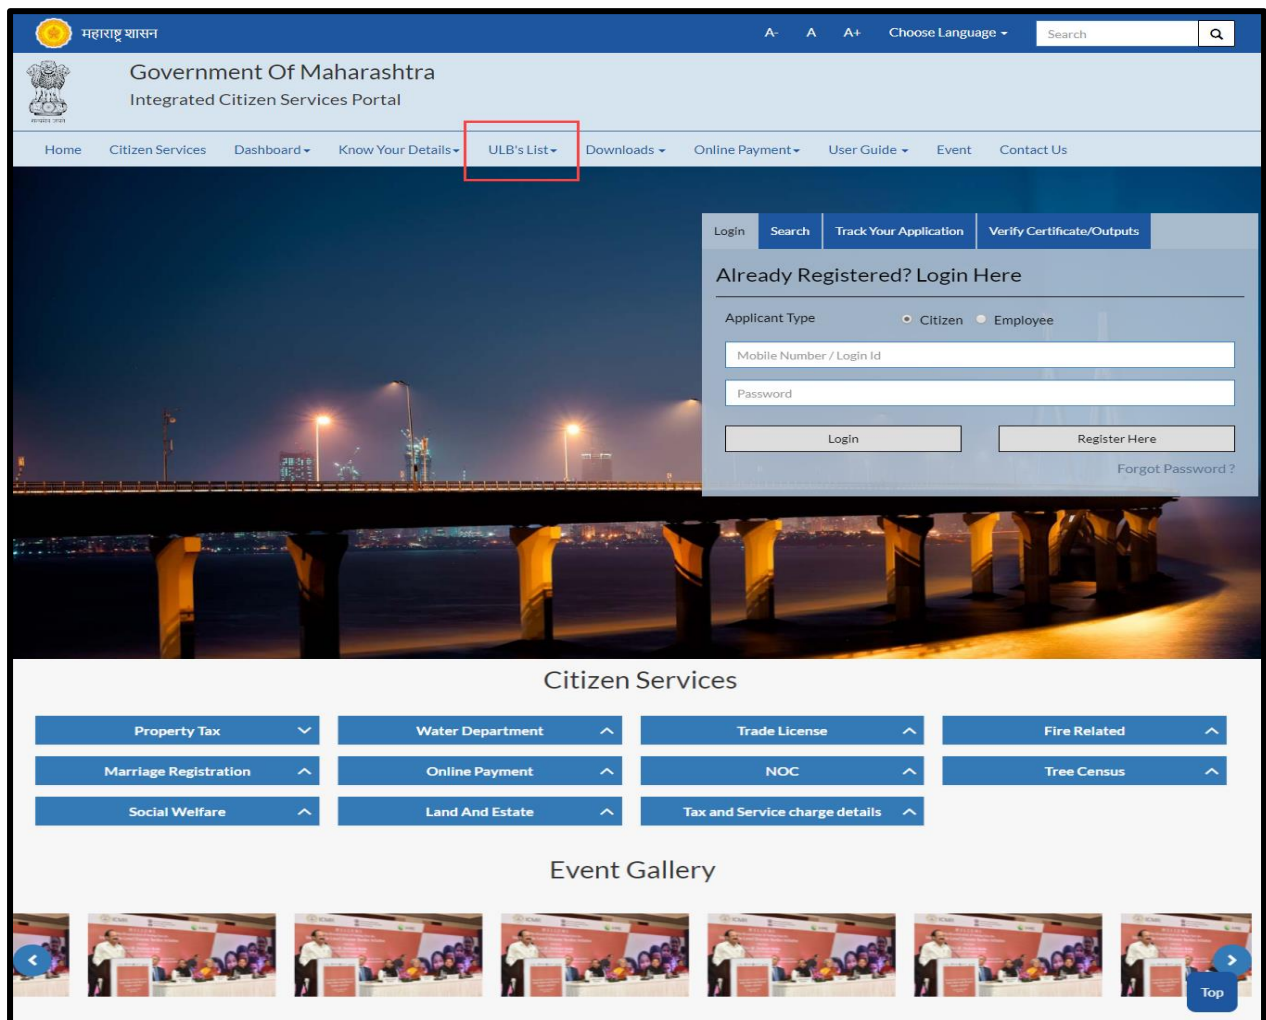 महाराष्ट्र शासन
A- A A+ Choose Language Search
Government Of Maharashtra
Integrated Citizen Services Portal
सत्यमेव जयते
Home Citizen Services Dashboard Know Your Details ULB's List Downloads Online Payment User Guide Event Contact Us
Login Search Track Your Application Verify Certificate/Outputs
Already Registered? Login Here
Applicant Type Citizen Employee
Mobile Number / Login Id
Password
Login Register Here
Forgot Password ?
Citizen Services
Property Tax Water Department Trade License Fire Related
Marriage Registration Online Payment NOC Tree Census
Social Welfare Land And Estate Tax and Service charge details
Event Gallery
WELCOME
Top